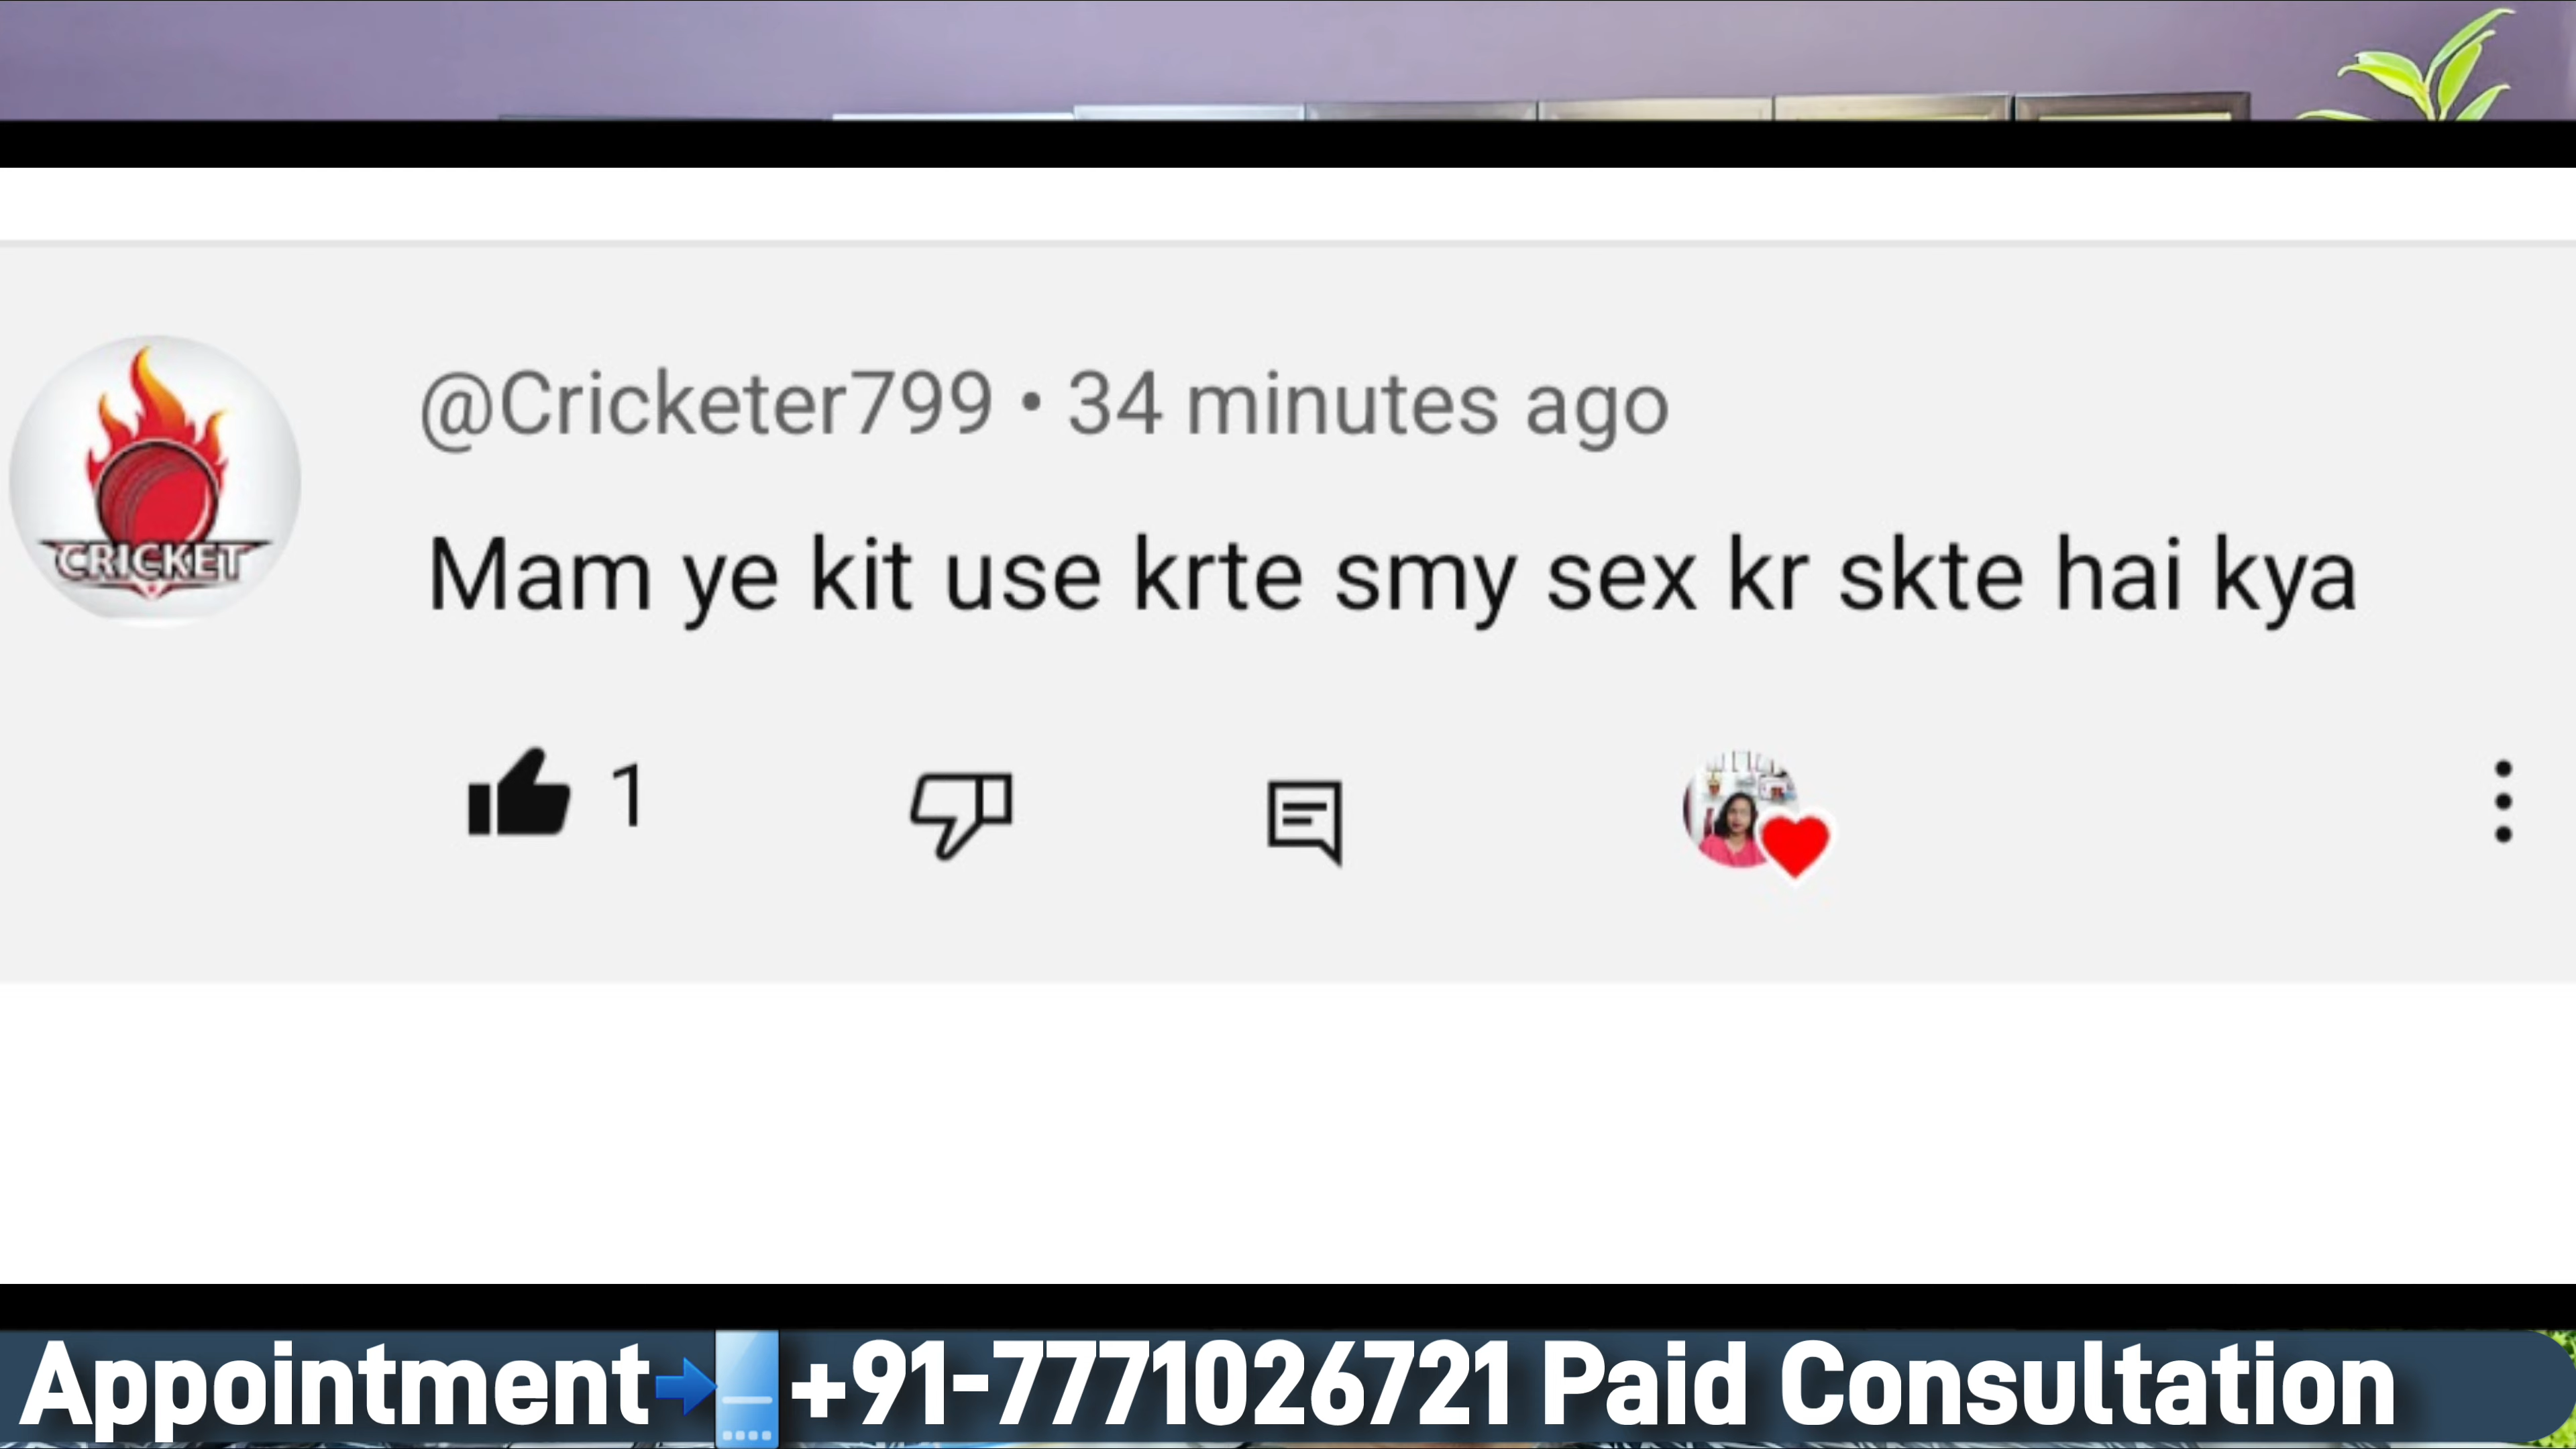 CRICKET
@Cricketer799 • 34 minutes ago
Mam ye kit use krte smy sex kr skte hai kya
1
Appointment +91-7771026721 Paid Consultation